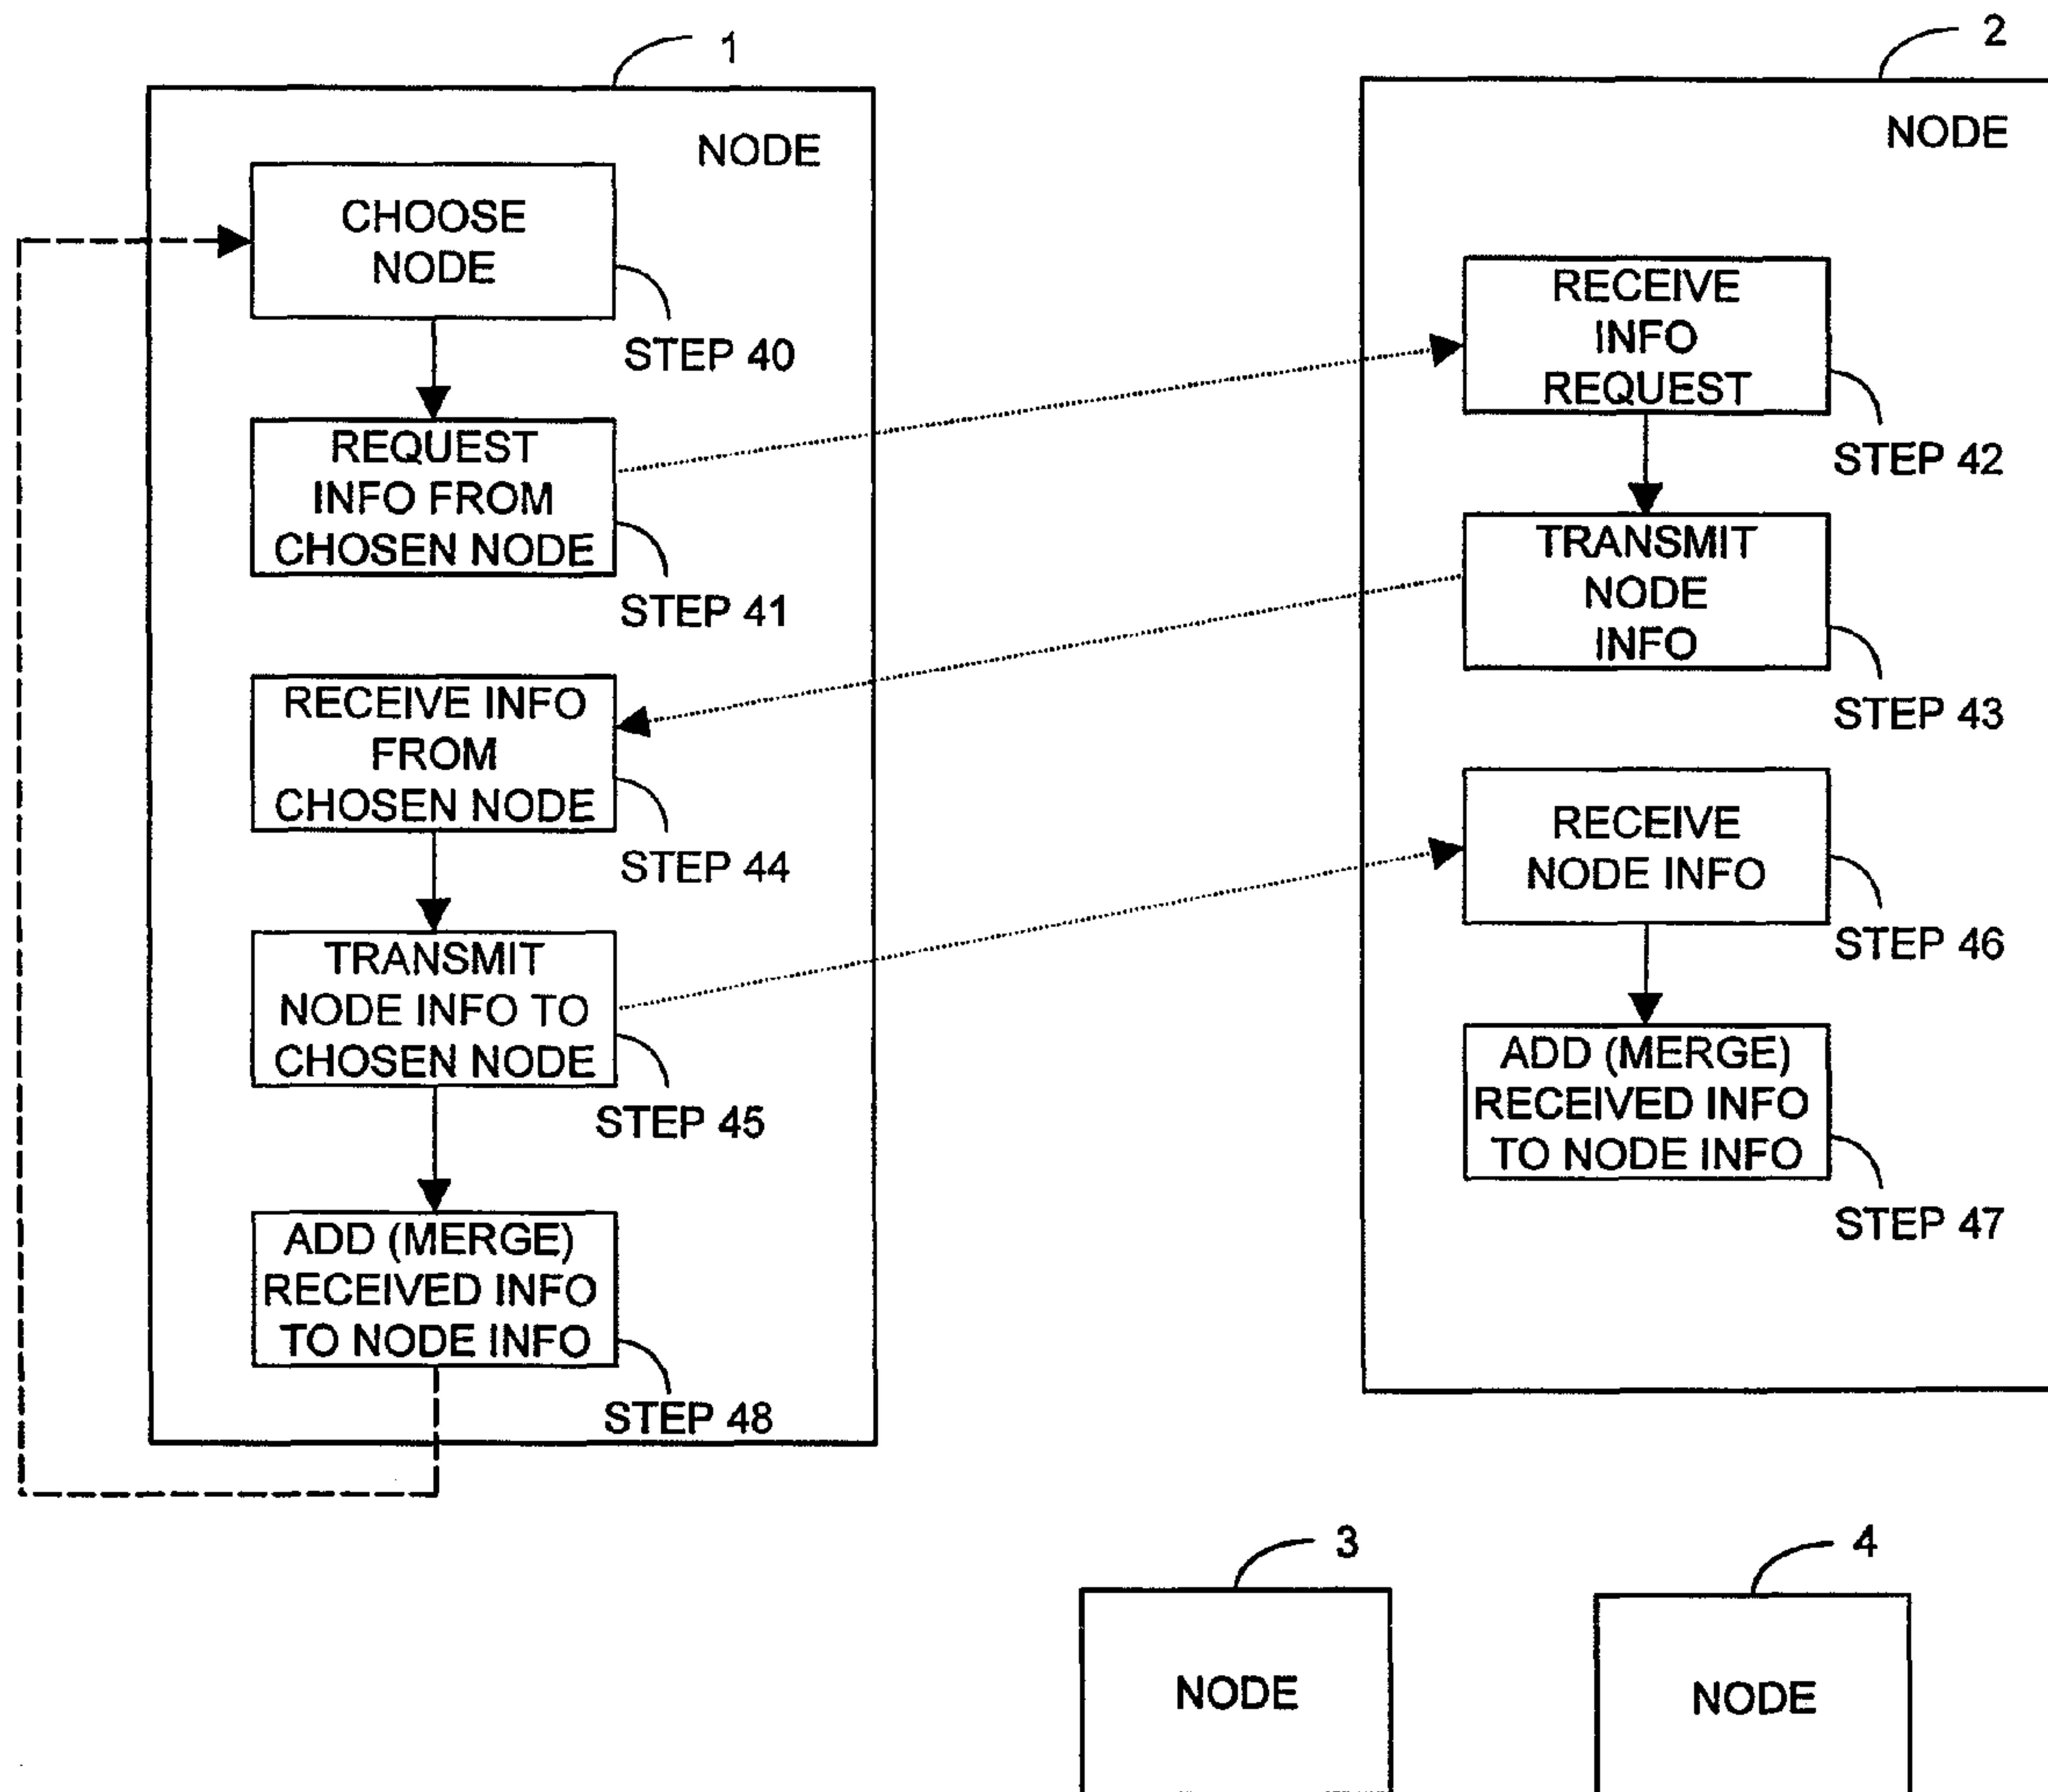 1
NODE
CHOOSE
NODE
STEP 40
REQUEST
INFO FROM
CHOSEN NODE
STEP 41
RECEIVE INFO
FROM
CHOSEN NODE
STEP 44
TRANSMIT
NODE INFO TO
CHOSEN NODE
STEP 45
ADD (MERGE)
RECEIVED INFO
TO NODE INFO
STEP 48
2
NODE
RECEIVE
INFO
REQUEST
STEP 42
TRANSMIT
NODE
INFO
STEP 43
RECEIVE
NODE INFO
STEP 46
ADD (MERGE)
RECEIVED INFO
TO NODE INFO
STEP 47
3
NODE
4
NODE